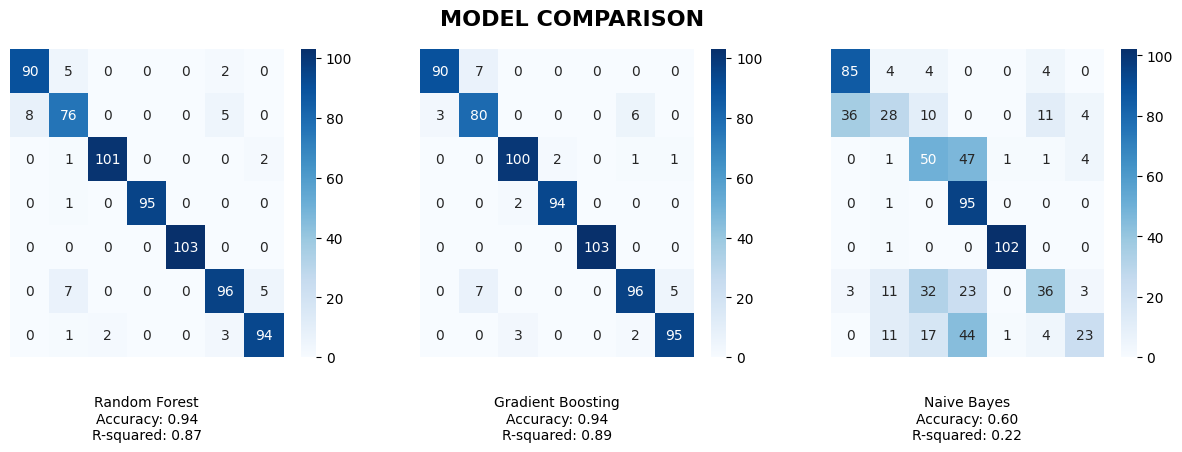 MODEL COMPARISON
90 5 0 0 0 2 0
8 76 0 0 0 5 0
0 1 101 0 0 0 2
0 1 0 95 0 0 0
0 0 0 0 103 0 0
0 7 0 0 0 96 5
0 1 2 0 0 3 94
100
80
60
40
20
0
Random Forest
Accuracy: 0.94
R-squared: 0.87
90 7 0 0 0 0 0
3 80 0 0 0 6 0
0 0 100 2 0 1 1
0 0 2 94 0 0 0
0 0 0 0 103 0 0
0 7 0 0 0 96 5
0 0 3 0 0 2 95
100
80
60
40
20
0
Gradient Boosting
Accuracy: 0.94
R-squared: 0.89
85 4 4 0 0 4 0
36 28 10 0 0 11 4
0 1 50 47 1 1 4
0 1 0 95 0 0 0
0 1 0 0 102 0 0
3 11 32 23 0 36 3
0 11 17 44 1 4 23
100
80
60
40
20
0
Naive Bayes
Accuracy: 0.60
R-squared: 0.22